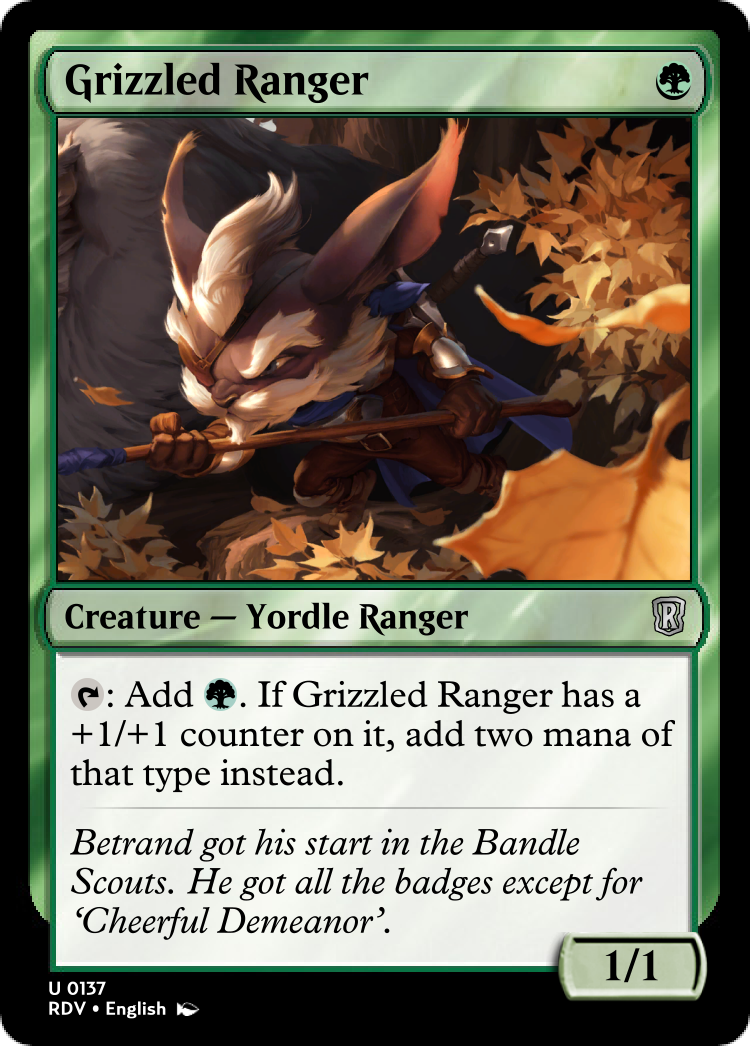 Grizzled Ranger
Creature — Yordle Ranger
R
: Add . If Grizzled Ranger has a
+1/+1 counter on it, add two mana of
that type instead.
Betrand got his start in the Bandle
Scouts. He got all the badges except for
‘Cheerful Demeanor’.
1/1
U 0137
RDV • English